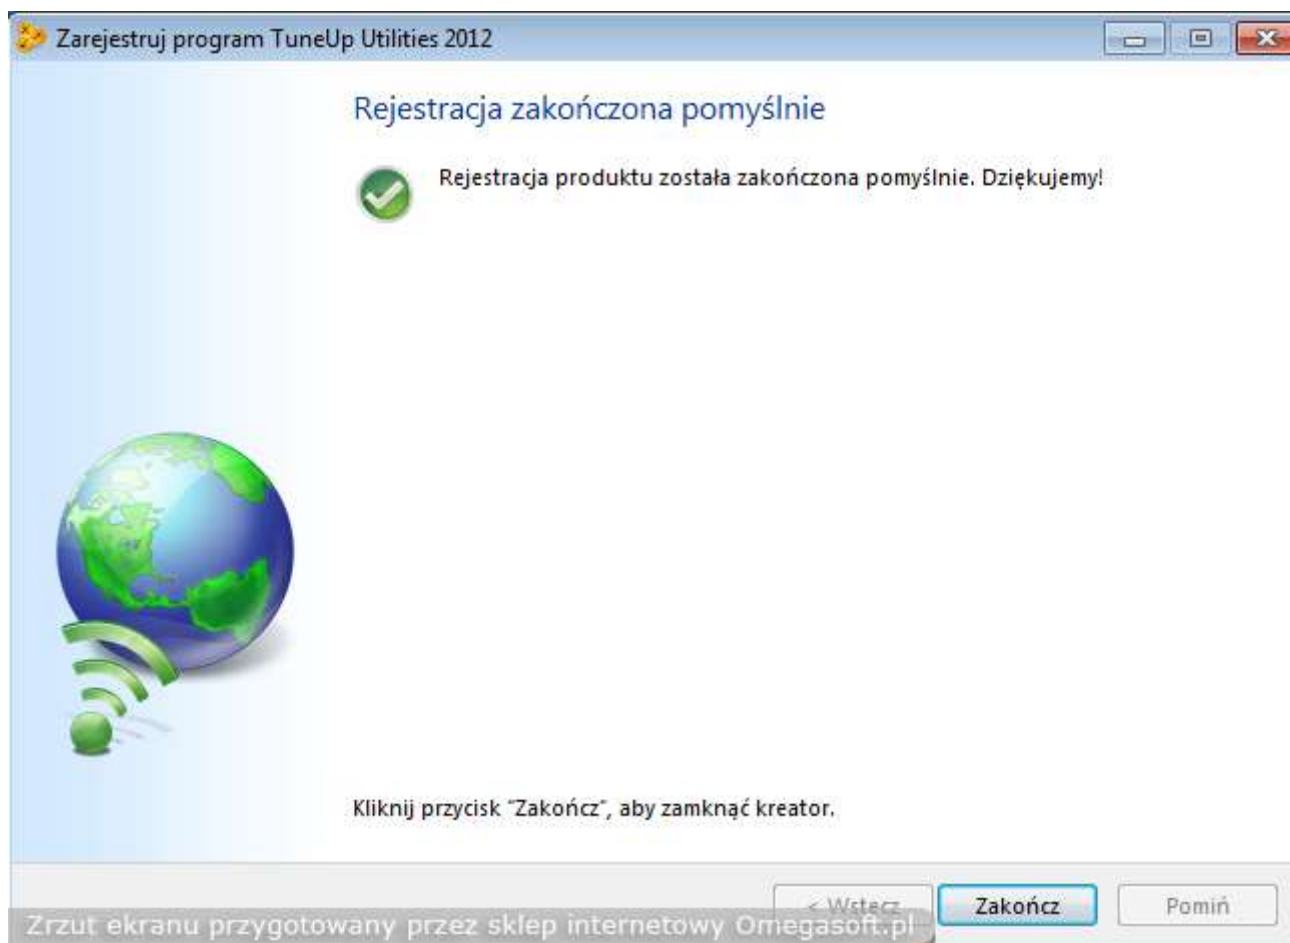 Zarejestruj program TuneUp Utilities 2012
Rejestracja zakończona pomyślnie
Rejestracja produktu została zakończona pomyślnie. Dziękujemy!
Kliknij przycisk "Zakończ", aby zamknąć kreator.
< Wstecz Zakończ Pomiń
Zrzut ekranu przygotowany przez sklep internetowy Omegasoft.pl